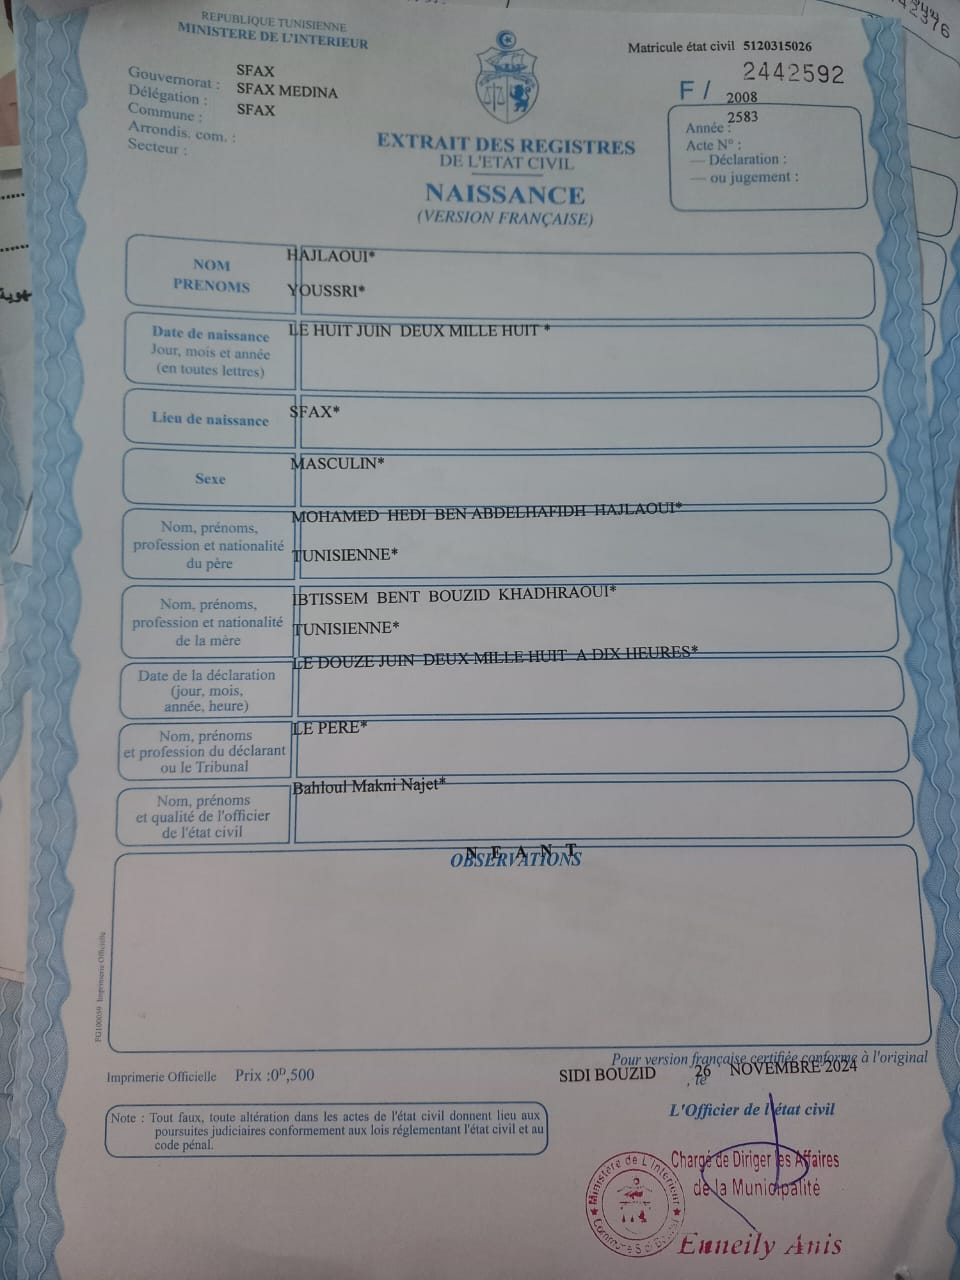 REPUBLIQUE TUNISIENNE
MINISTERE DE L'INTERIEUR
Gouvernorat : SFAX
Délégation : SFAX MEDINA
Commune : SFAX
Arrondis. com. :
Secteur :
Matricule état civil 5120315026
F / 2442592
2008
2583
Année :
Acte N° :
— Déclaration :
— ou jugement :
EXTRAIT DES REGISTRES
DE L'ETAT CIVIL
NAISSANCE
(VERSION FRANÇAISE)
NOM HAJLAOUI*
PRENOMS YOUSSRI*
Date de naissance
Jour, mois et année
(en toutes lettres)
LE HUIT JUIN DEUX MILLE HUIT *
Lieu de naissance SFAX*
Sexe MASCULIN*
Nom, prénoms,
profession et nationalité
du père
MOHAMED HEDI BEN ABDELHAFIDH HAJLAOUI*
TUNISIENNE*
Nom, prénoms,
profession et nationalité
de la mère
IBTISSEM BENT BOUZID KHADHRAOUI*
TUNISIENNE*
Date de la déclaration
(jour, mois,
année, heure)
LE DOUZE JUIN DEUX MILLE HUIT A DIX HEURES*
Nom, prénoms
et profession du déclarant
ou le Tribunal
LE PERE*
Nom, prénoms
et qualité de l'officier
de l'état civil
Bahloul Makni Najet*
N E A N T
OBSERVATIONS
Imprimerie Officielle
Imprimerie Officielle Prix :0ᴰ,500
Pour version française certifiée conforme à l'original
SIDI BOUZID , le 26 NOVEMBRE 2024
L'Officier de l'état civil
Note : Tout faux, toute altération dans les actes de l'état civil donnent lieu aux
poursuites judiciaires conformement aux lois réglementant l'état civil et au
code pénal.
Chargé de Diriger les Affaires
de la Municipalité
Enneily Anis
Ministère de L'Intérieur